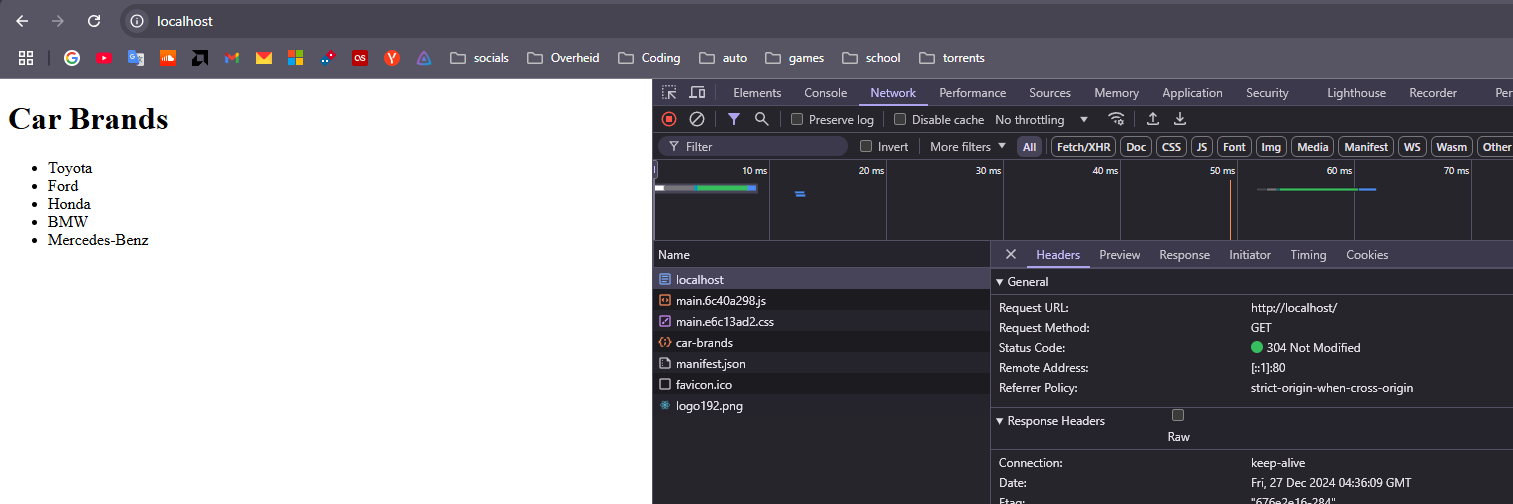 localhost
socials Overheid Coding auto games school torrents
Car Brands
Toyota
Ford
Honda
BMW
Mercedes-Benz
Elements Console Network Performance Sources Memory Application Security Lighthouse Recorder Per
Preserve log Disable cache No throttling
Filter Invert More filters All Fetch/XHR Doc CSS JS Font Img Media Manifest WS Wasm Other
10 ms 20 ms 30 ms 40 ms 50 ms 60 ms 70 ms
Name
localhost
main.6c40a298.js
main.e6c13ad2.css
car-brands
manifest.json
favicon.ico
logo192.png
Headers Preview Response Initiator Timing Cookies
General
Request URL: http://localhost/
Request Method: GET
Status Code: 304 Not Modified
Remote Address: [::1]:80
Referrer Policy: strict-origin-when-cross-origin
Response Headers
Raw
Connection: keep-alive
Date: Fri, 27 Dec 2024 04:36:09 GMT
Etag: "676e2e16-284"